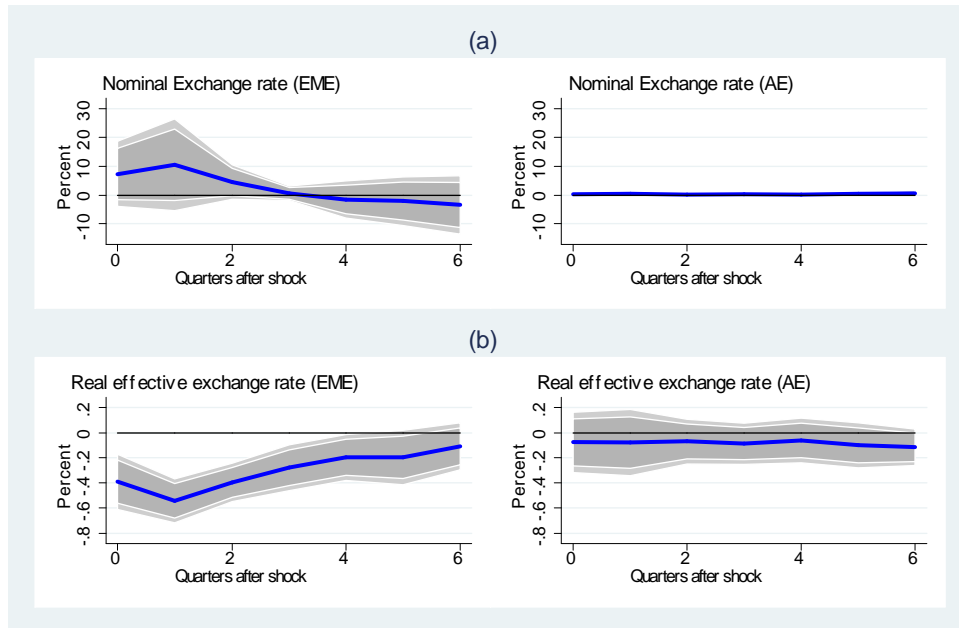 (a)
Nominal Exchange rate (EME)
Nominal Exchange rate (AE)
Percent
-10 0 10 20 30
0 2 4 6
Quarters after shock
Percent
-10 0 10 20 30
0 2 4 6
Quarters after shock
(b)
Real effective exchange rate (EME)
Real effective exchange rate (AE)
Percent
-.8 -.6 -.4 -.2 0 .2
0 2 4 6
Quarters after shock
Percent
-.8 -.6 -.4 -.2 0 .2
0 2 4 6
Quarters after shock